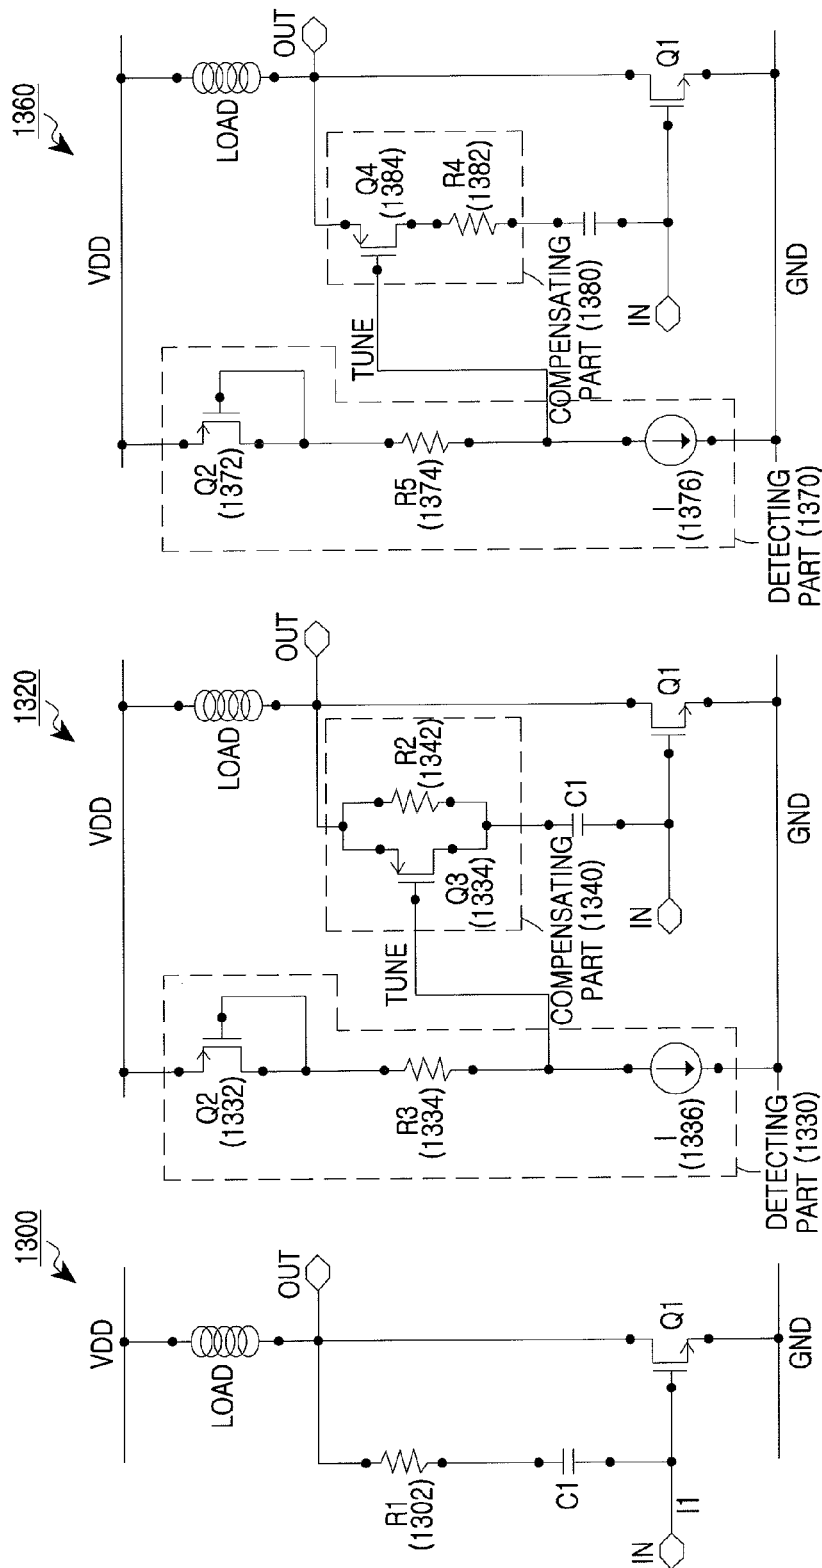 1300
VDD
LOAD
OUT
R1
(1302)
C1
I1
IN
Q1
GND
1320
VDD
LOAD
OUT
Q2
(1332)
R3
(1334)
I
(1336)
DETECTING
PART (1330)
TUNE
Q3
(1334)
R2
(1342)
COMPENSATING
PART (1340)
C1
IN
Q1
GND
1360
VDD
LOAD
OUT
Q2
(1372)
R5
(1374)
I
(1376)
DETECTING
PART (1370)
TUNE
Q4
(1384)
R4
(1382)
COMPENSATING
PART (1380)
IN
Q1
GND